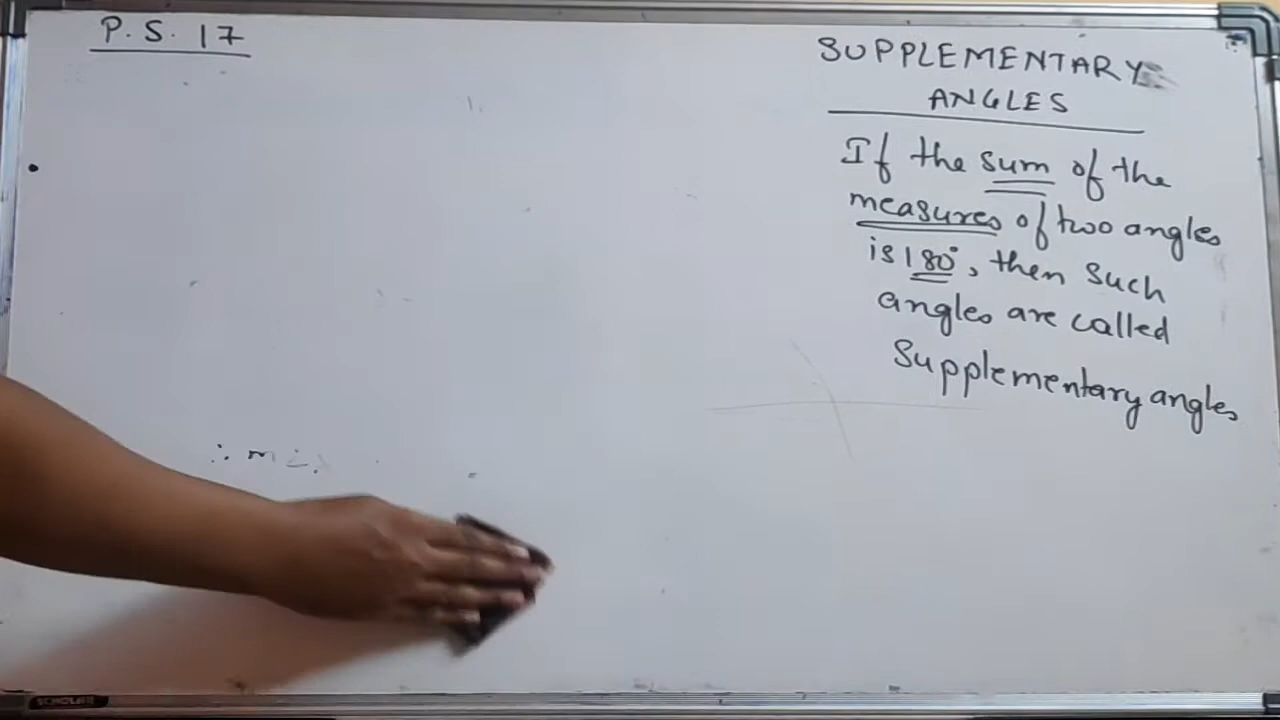 P. S. 17
SUPPLEMENTARY
ANGLES
If the sum of the
measures of two angles
is 180°, then such
angles are called
Supplementary angles
∴ m∠